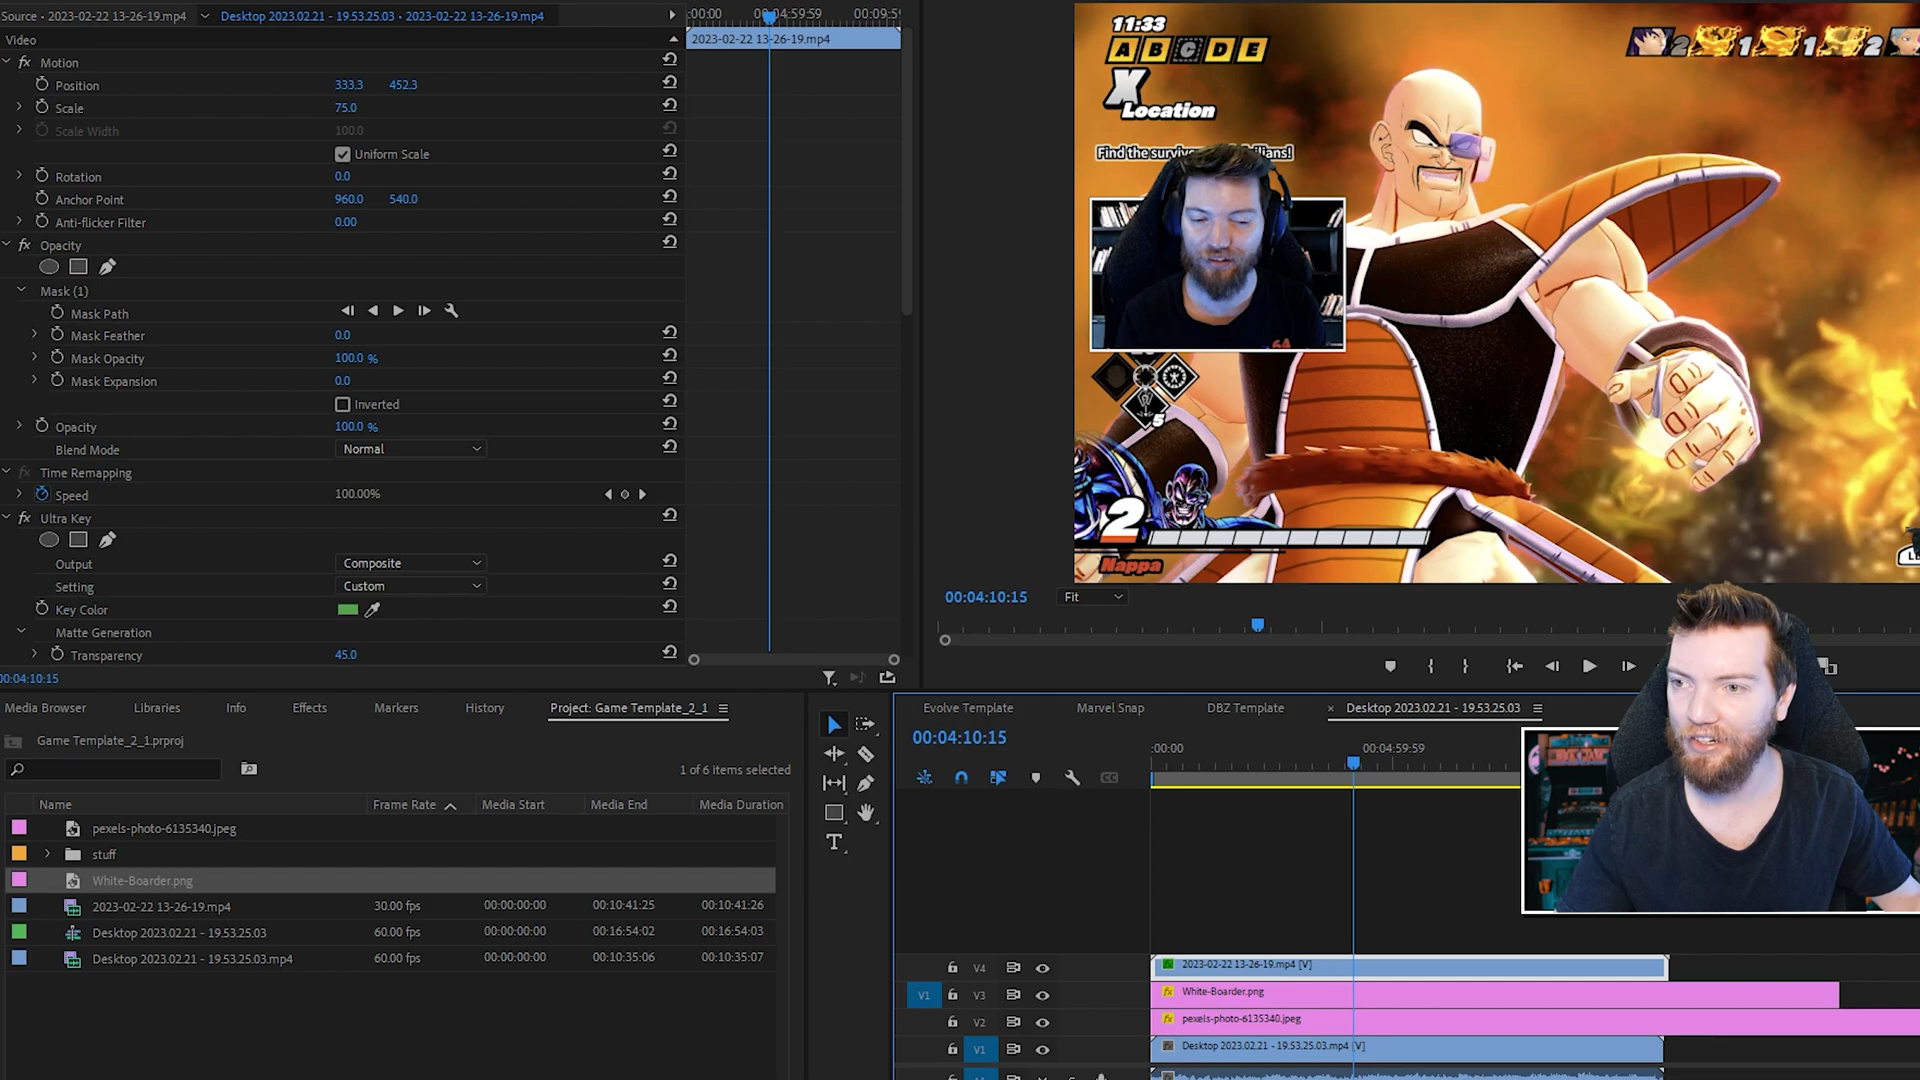 Source • 2023-02-22 13-26-19.mp4
Desktop 2023.02.21 - 19.53.25.03 • 2023-02-22 13-26-19.mp4
:00:00
00:04:59:59
00:09:59
Video
2023-02-22 13-26-19.mp4
fx Motion
Position 333.3 452.3
Scale 75.0
Scale Width 100.0
Uniform Scale
Rotation 0.0
Anchor Point 960.0 540.0
Anti-flicker Filter 0.00
fx Opacity
Mask (1)
Mask Path
Mask Feather 0.0
Mask Opacity 100.0 %
Mask Expansion 0.0
Inverted
Opacity 100.0 %
Blend Mode Normal
fx Time Remapping
Speed 100.00%
fx Ultra Key
Output Composite
Setting Custom
Key Color
Matte Generation
Transparency 45.0
00:04:10:15
11:33
A B C D E
X
Location
2 1 1 2
5
2
Nappa
00:04:10:15
Fit
Media Browser
Libraries
Info
Effects
Markers
History
Project: Game Template_2_1
Game Template_2_1.prproj
1 of 6 items selected
Name Frame Rate Media Start Media End Media Duration
pexels-photo-6135340.jpeg
stuff
White-Boarder.png
2023-02-22 13-26-19.mp4 30.00 fps 00:00:00:00 00:10:41:25 00:10:41:26
Desktop 2023.02.21 - 19.53.25.03 60.00 fps 00:00:00:00 00:16:54:02 00:16:54:03
Desktop 2023.02.21 - 19.53.25.03.mp4 60.00 fps 00:00:00:00 00:10:35:06 00:10:35:07
T
Evolve Template
Marvel Snap
DBZ Template
× Desktop 2023.02.21 - 19.53.25.03
00:04:10:15
:00:00
00:04:59:59
CC
V4
fx 2023-02-22 13-26-19.mp4 [V]
V1 V3
fx White-Boarder.png
V2
fx pexels-photo-6135340.jpeg
V1
fx Desktop 2023.02.21 - 19.53.25.03.mp4 [V]